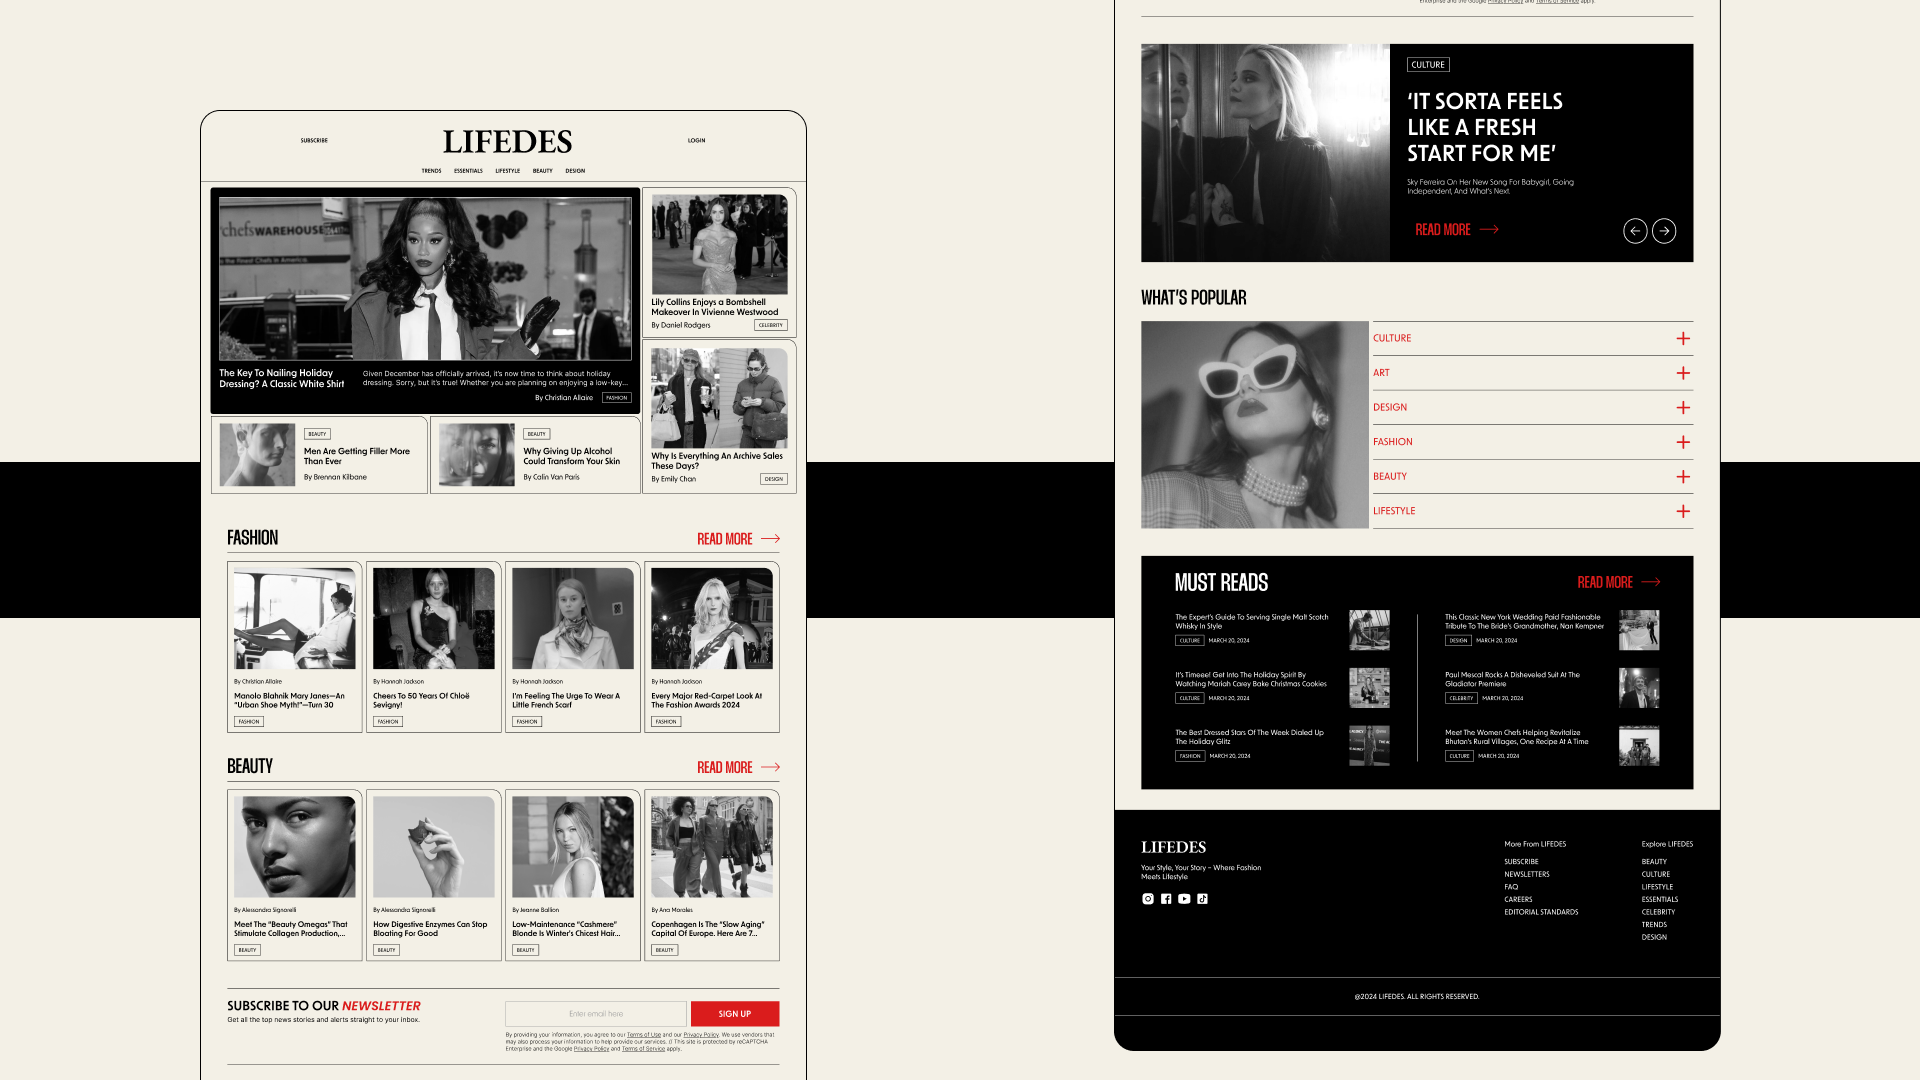 SUBSCRIBE
LIFEDES
LOGIN
TRENDS
ESSENTIALS
LIFESTYLE
BEAUTY
DESIGN
chefsWAREHOUSE
the Finest Chefs in America.
The Key To Nailing Holiday
Dressing? A Classic White Shirt
Given December has officially arrived, it's now time to think about holiday
dressing. Sorry, but it's true! Whether you are planning on enjoying a low-key...
By Christian Allaire
FASHION
Lily Collins Enjoys a Bombshell
Makeover In Vivienne Westwood
By Daniel Rodgers
CELEBRITY
Why Is Everything An Archive Sales
These Days?
By Emily Chan
DESIGN
BEAUTY
Men Are Getting Filler More
Than Ever
By Brennan Kilbane
BEAUTY
Why Giving Up Alcohol
Could Transform Your Skin
By Calin Van Paris
FASHION
READ MORE
By Christian Allaire
Manolo Blahnik Mary Janes—An
"Urban Shoe Myth!"—Turn 30
FASHION
By Hannah Jackson
Cheers To 50 Years Of Chloë
Sevigny!
FASHION
By Hannah Jackson
I'm Feeling The Urge To Wear A
Little French Scarf
FASHION
By Hannah Jackson
Every Major Red-Carpet Look At
The Fashion Awards 2024
FASHION
BEAUTY
READ MORE
By Alessandra Signorelli
Meet The "Beauty Omegas" That
Stimulate Collagen Production,...
BEAUTY
By Alessandra Signorelli
How Digestive Enzymes Can Stop
Bloating For Good
BEAUTY
By Jeanne Ballion
Low-Maintenance "Cashmere"
Blonde Is Winter's Chicest Hair...
BEAUTY
By Ana Morales
Copenhagen Is The "Slow Aging"
Capital Of Europe. Here Are 7...
BEAUTY
SUBSCRIBE TO OUR NEWSLETTER
Get all the top news stories and alerts straight to your inbox.
Enter email here
SIGN UP
By providing your information, you agree to our Terms of Use and our Privacy Policy. We use vendors that
may also process your information to help provide our services. // This site is protected by reCAPTCHA
Enterprise and the Google Privacy Policy and Terms of Service apply.
Enterprise and the Google Privacy Policy and Terms of Service apply.
CULTURE
'IT SORTA FEELS
LIKE A FRESH
START FOR ME'
Sky Ferreira On Her New Song For Babygirl, Going
Independent, And What's Next.
READ MORE
WHAT'S POPULAR
CULTURE
ART
DESIGN
FASHION
BEAUTY
LIFESTYLE
MUST READS
READ MORE
The Expert's Guide To Serving Single Malt Scotch
Whisky In Style
CULTURE
MARCH 20, 2024
It's Timeee! Get Into The Holiday Spirit By
Watching Mariah Carey Bake Christmas Cookies
CULTURE
MARCH 20, 2024
The Best Dressed Stars Of The Week Dialed Up
The Holiday Glitz
FASHION
MARCH 20, 2024
This Classic New York Wedding Paid Fashionable
Tribute To The Bride's Grandmother, Nan Kempner
DESIGN
MARCH 20, 2024
Paul Mescal Rocks A Disheveled Suit At The
Gladiator Premiere
CELEBRITY
MARCH 20, 2024
Meet The Women Chefs Helping Revitalize
Bhutan's Rural Villages, One Recipe At A Time
CULTURE
MARCH 20, 2024
LIFEDES
Your Style, Your Story – Where Fashion
Meets Lifestyle
More From LIFEDES
SUBSCRIBE
NEWSLETTERS
FAQ
CAREERS
EDITORIAL STANDARDS
Explore LIFEDES
BEAUTY
CULTURE
LIFESTYLE
ESSENTIALS
CELEBRITY
TRENDS
DESIGN
@2024 LIFEDES. ALL RIGHTS RESERVED.